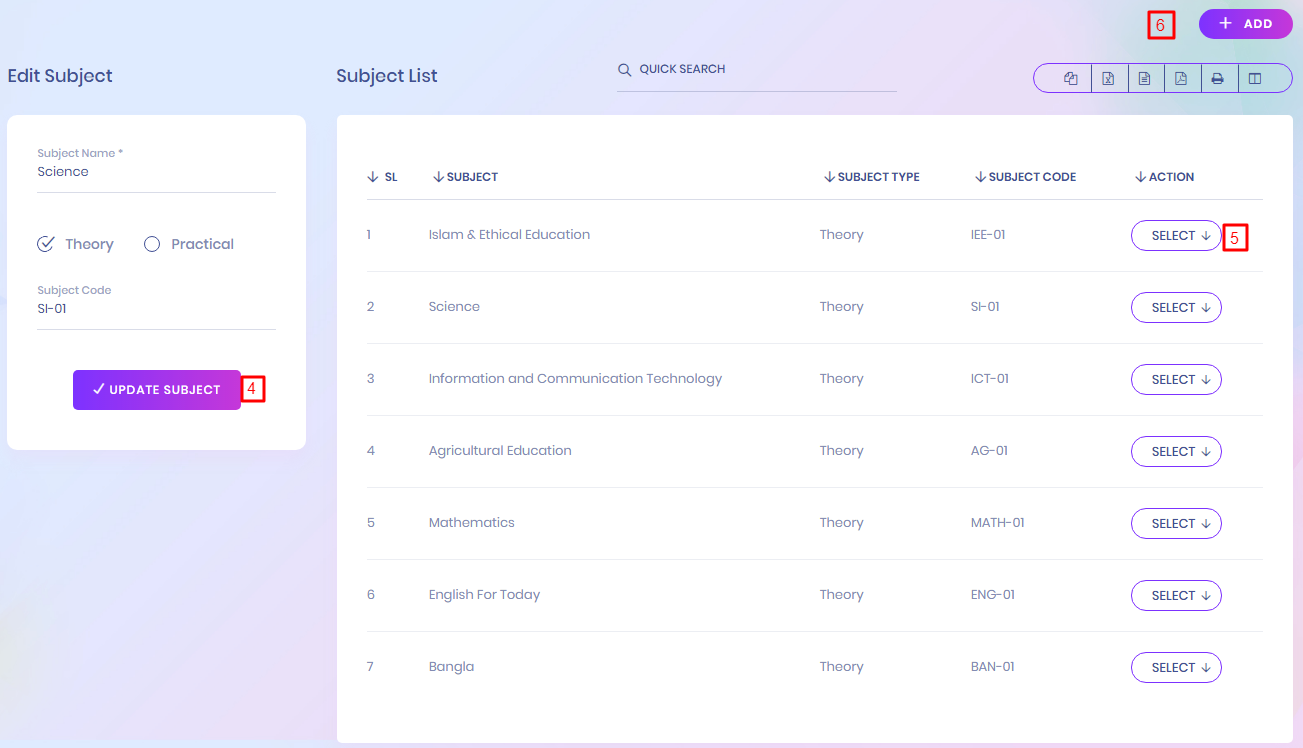 6
+ ADD
Edit Subject
Subject List
QUICK SEARCH
Subject Name *
Science
Theory Practical
Subject Code
SI-01
UPDATE SUBJECT 4
SL SUBJECT SUBJECT TYPE SUBJECT CODE ACTION
1 Islam & Ethical Education Theory IEE-01 SELECT 5
2 Science Theory SI-01 SELECT
3 Information and Communication Technology Theory ICT-01 SELECT
4 Agricultural Education Theory AG-01 SELECT
5 Mathematics Theory MATH-01 SELECT
6 English For Today Theory ENG-01 SELECT
7 Bangla Theory BAN-01 SELECT